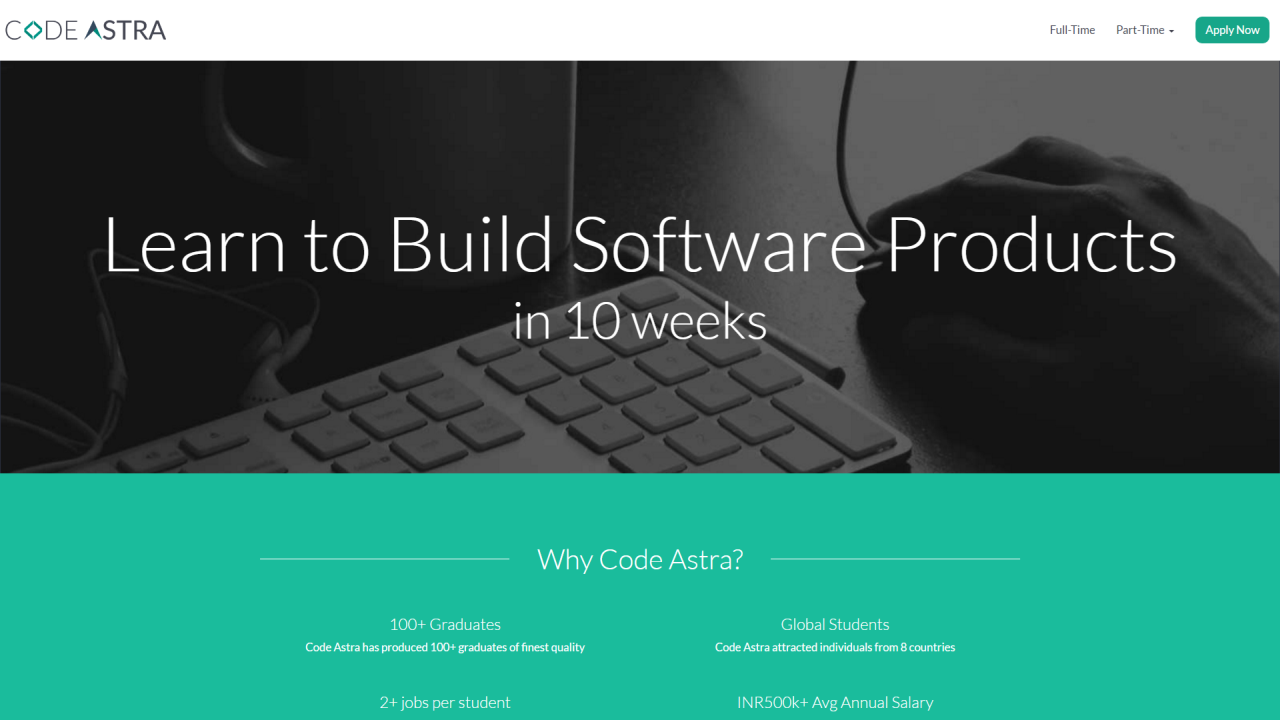 CODE ASTRA
Full-Time
Part-Time
Apply Now
Learn to Build Software Products
in 10 weeks
Why Code Astra?
100+ Graduates
Code Astra has produced 100+ graduates of finest quality
Global Students
Code Astra attracted individuals from 8 countries
2+ jobs per student
INR500k+ Avg Annual Salary